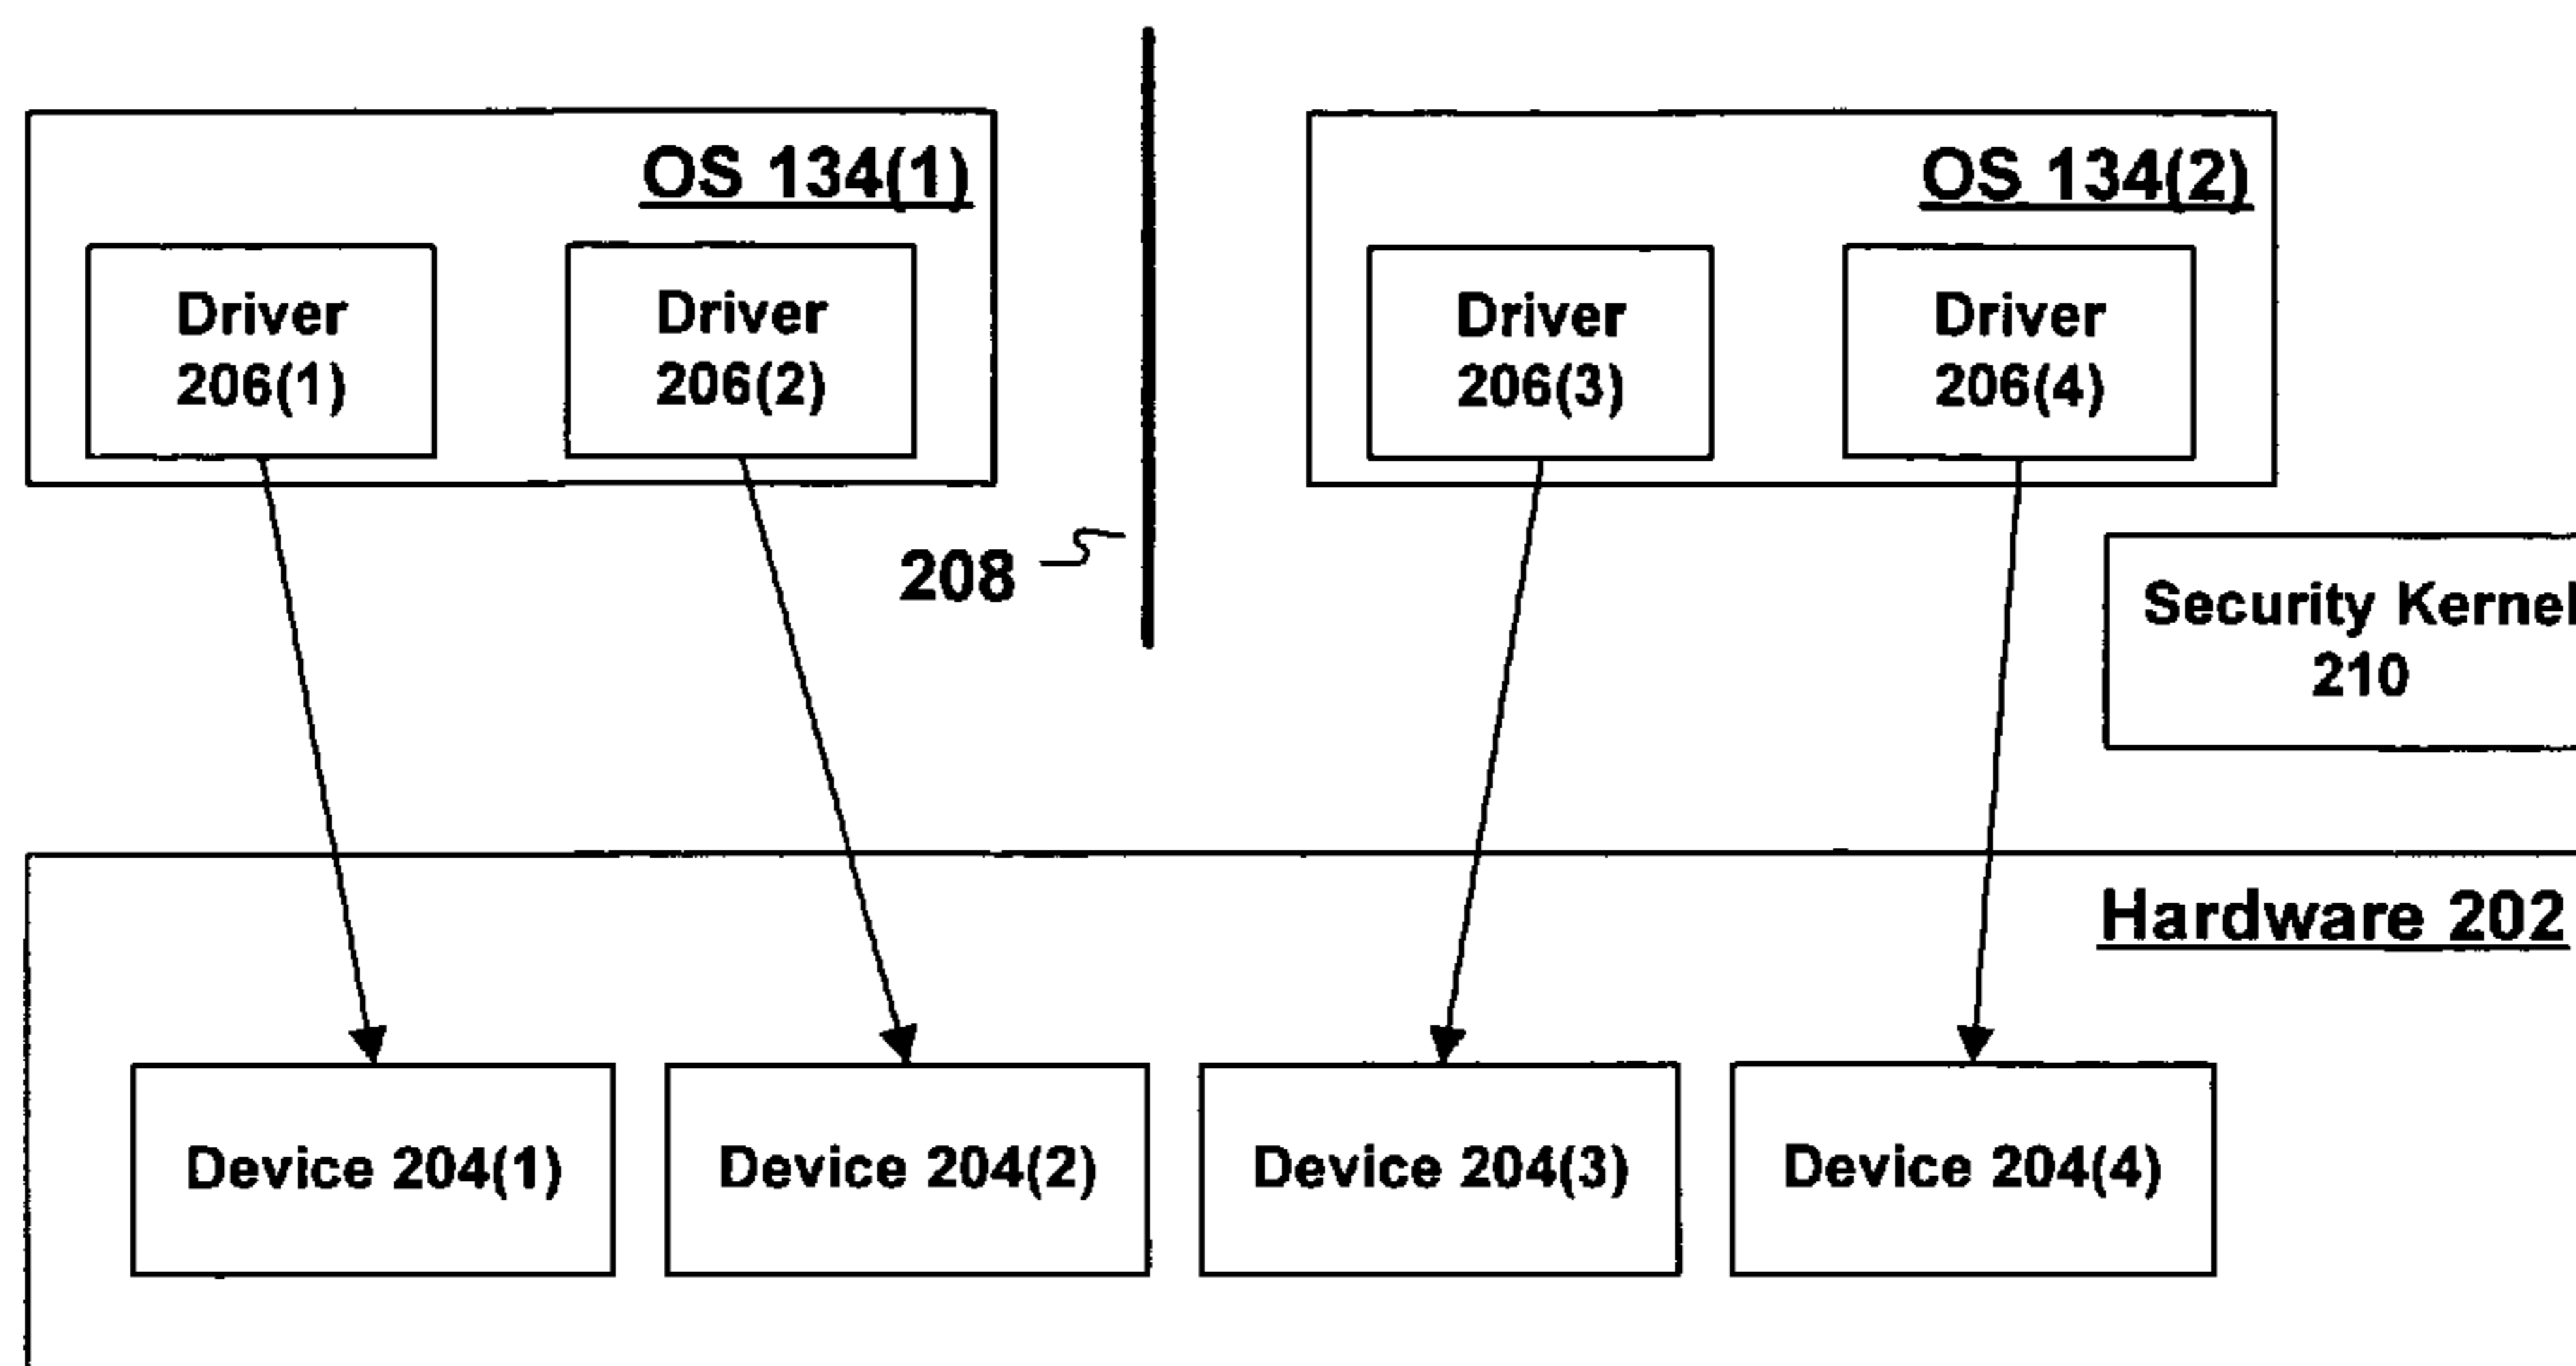 OS 134(1)
OS 134(2)
Driver
206(1)
Driver
206(2)
Driver
206(3)
Driver
206(4)
208
Security Kernel
210
Hardware 202
Device 204(1)
Device 204(2)
Device 204(3)
Device 204(4)